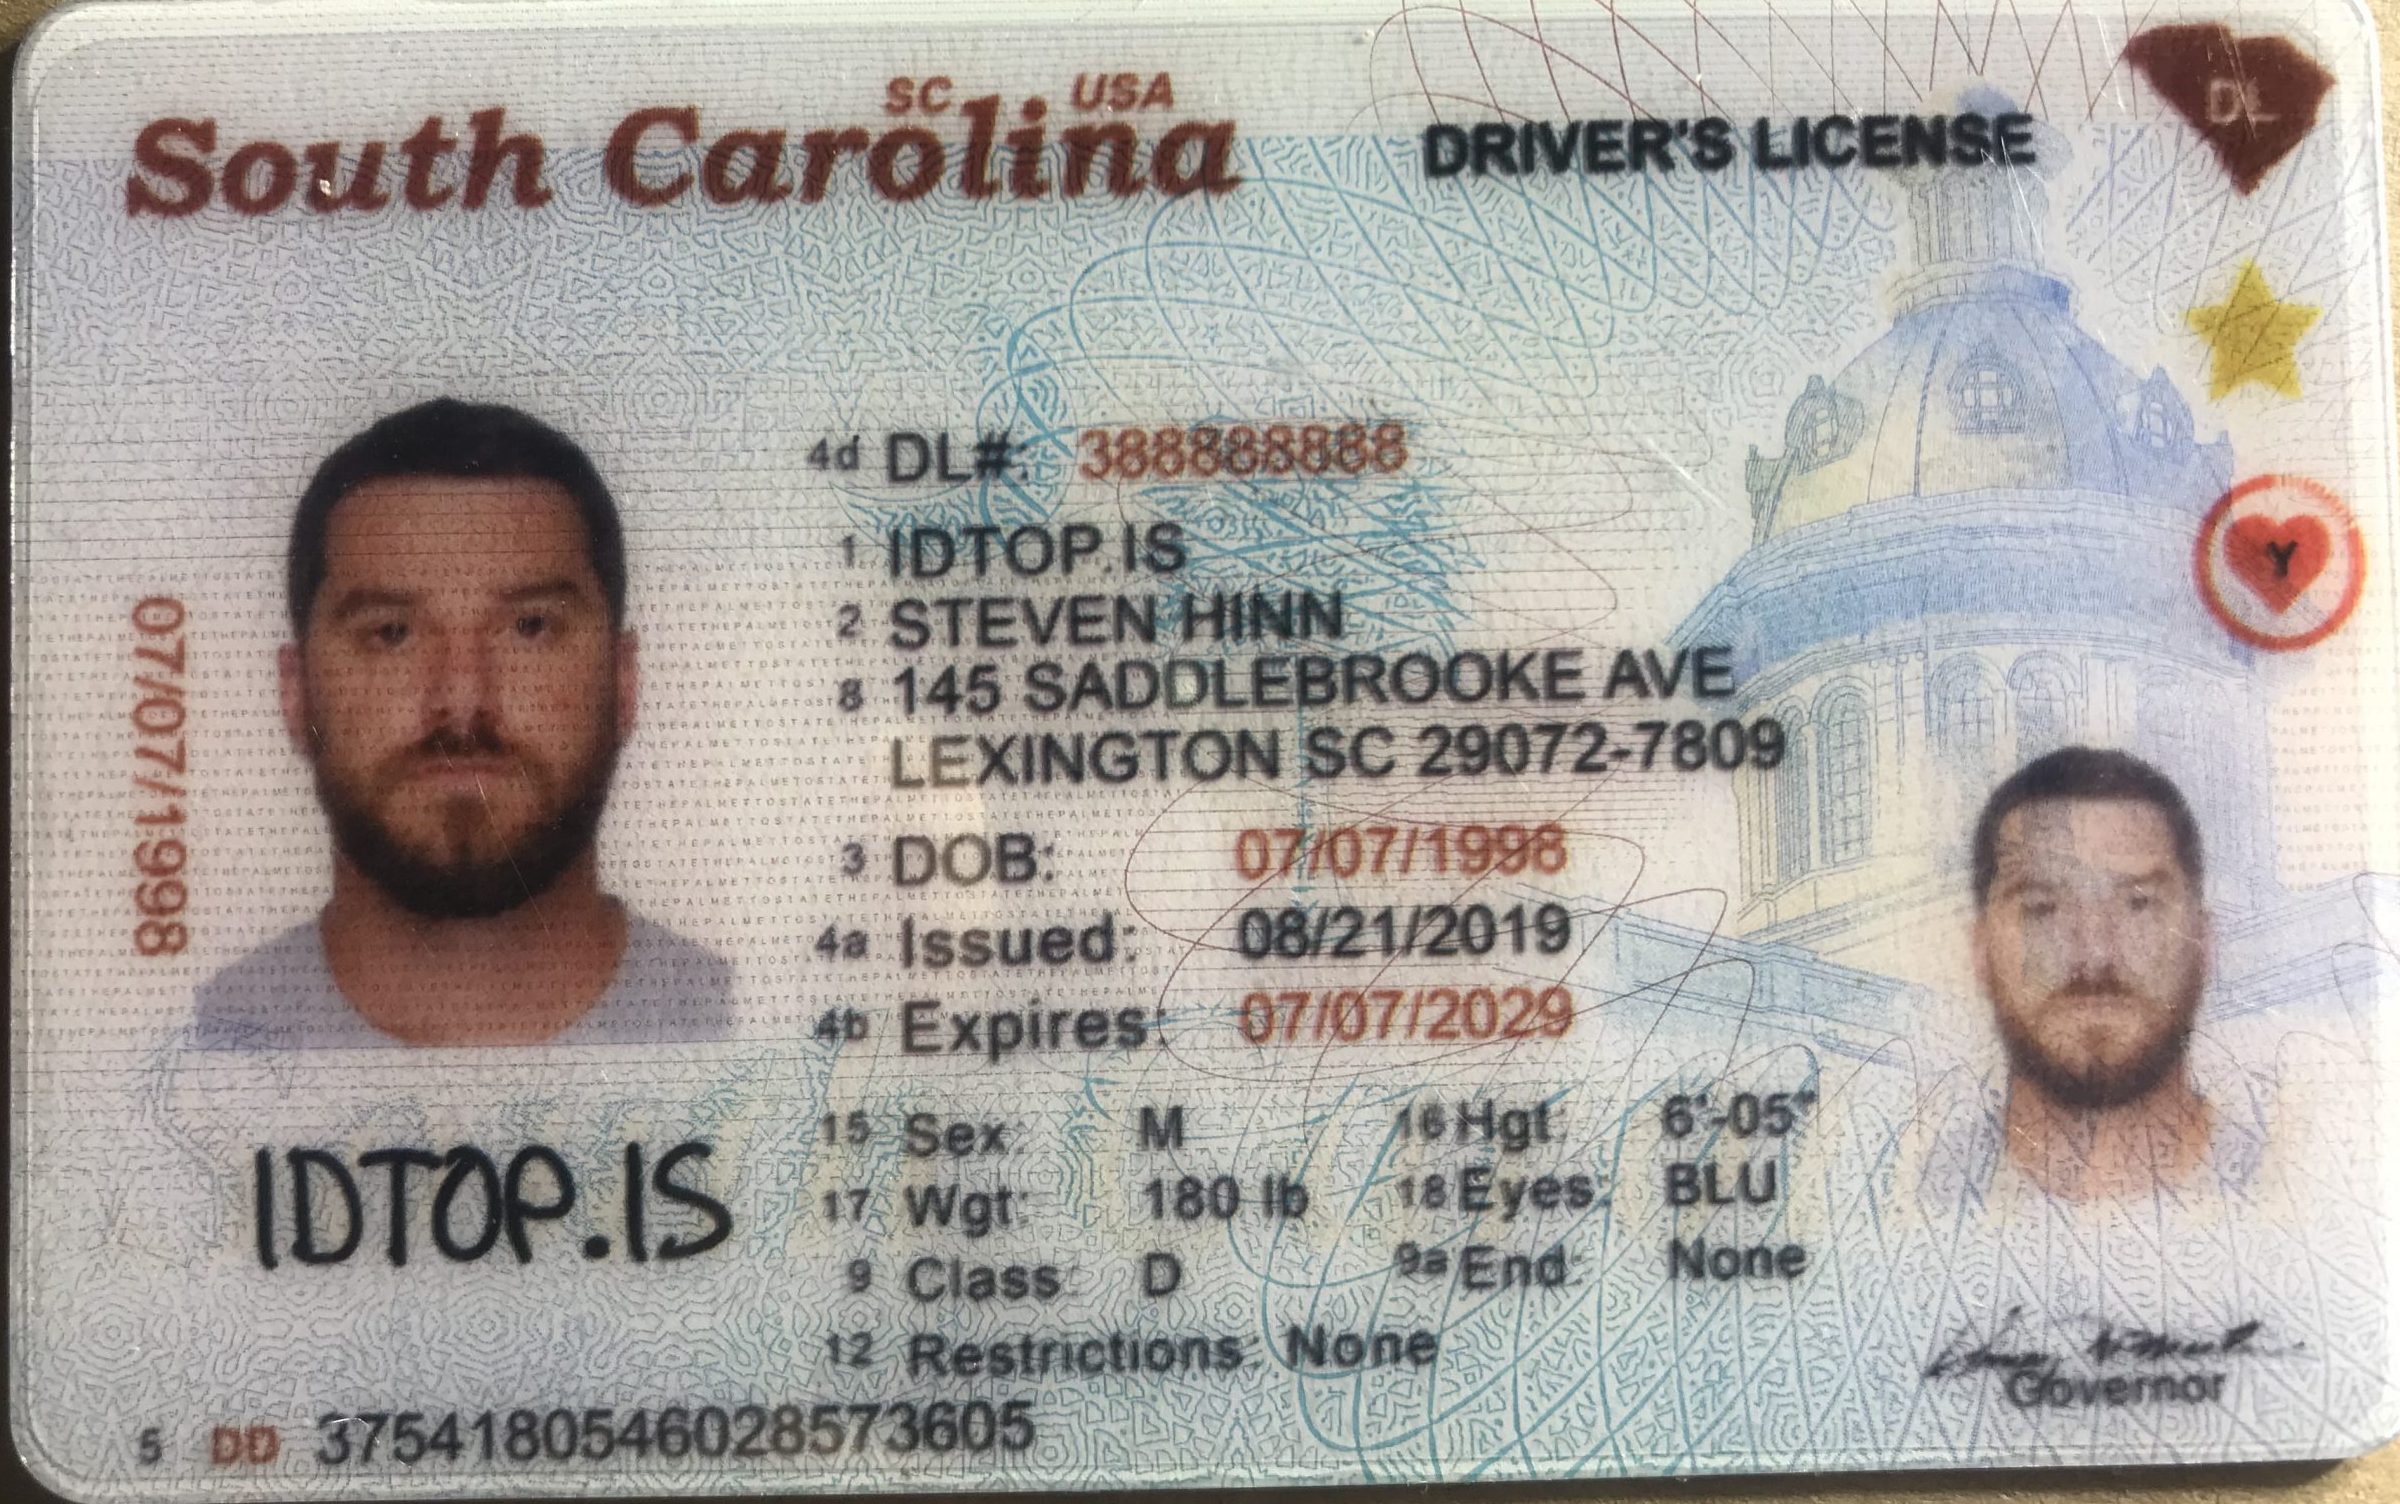 SC USA
South Carolina
DRIVER'S LICENSE
DL
4d DL#: 388888888
1 IDTOP.IS
2 STEVEN HINN
8 145 SADDLEBROOKE AVE
LEXINGTON SC 29072-7809
Y
07/07/1998
3 DOB: 07/07/1998
4a Issued: 08/21/2019
4b Expires: 07/07/2029
15 Sex: M 16 Hgt: 6'-05"
17 Wgt: 180 lb 18 Eyes: BLU
9 Class: D 9a End: None
12 Restrictions: None
IDTOP.IS
Governor
5 DD 3754180546028573605